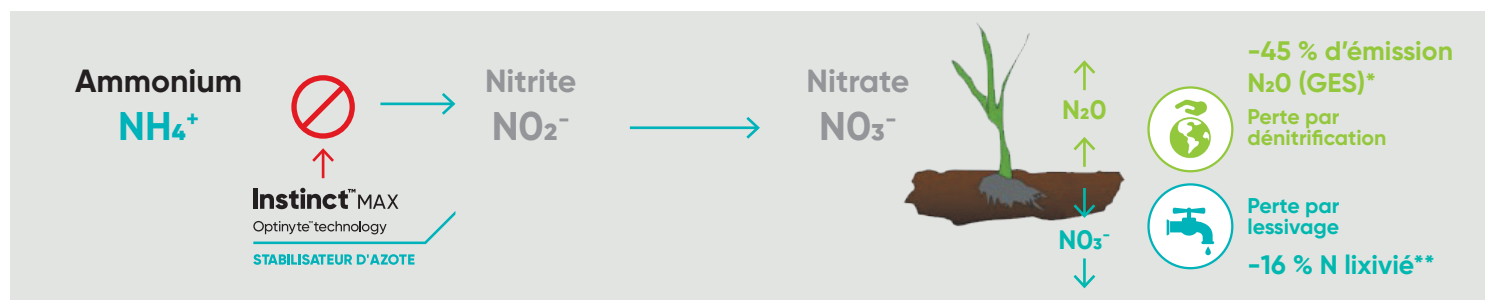 Ammonium
NH₄⁺
Instinct™ MAX
Optinyte™ technology
STABILISATEUR D'AZOTE
Nitrite
NO₂⁻
Nitrate
NO₃⁻
N₂O
NO₃⁻
-45 % d'émission
N₂O (GES)*
Perte par
dénitrification
Perte par
lessivage
-16 % N lixivié**